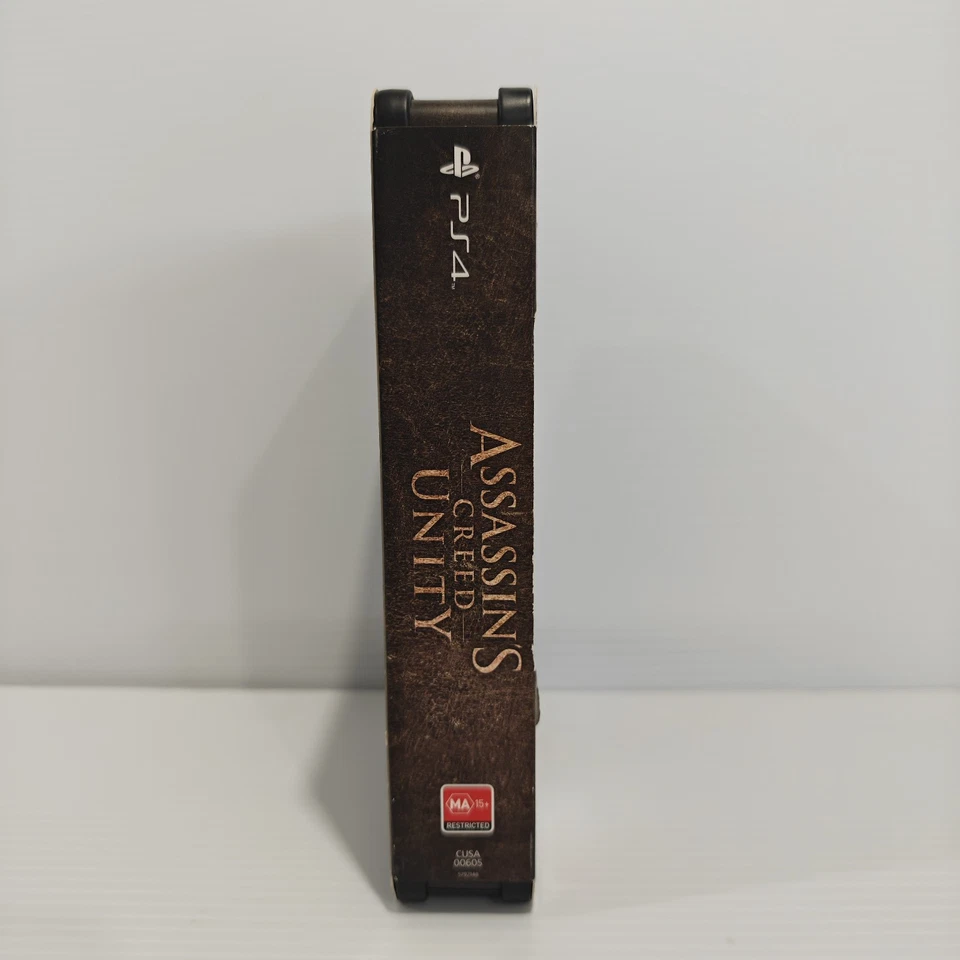 PS4
ASSASSIN'S
CREED
UNITY
MA 15+
RESTRICTED
CUSA
00605